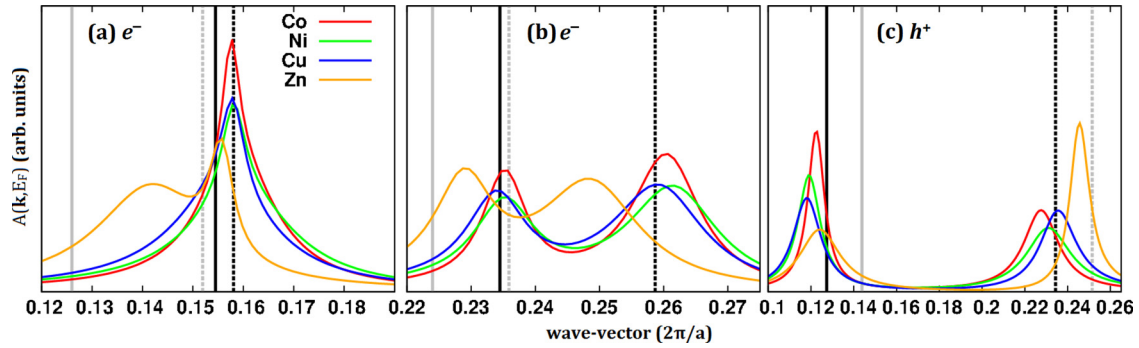 (a) e⁻
Co
Ni
Cu
Zn
(b) e⁻
(c) h⁺
A(k,E_F) (arb. units)
0.12 0.13 0.14 0.15 0.16 0.17 0.18
0.22 0.23 0.24 0.25 0.26 0.27
0.1 0.12 0.14 0.16 0.18 0.2 0.22 0.24 0.26
wave-vector (2π/a)